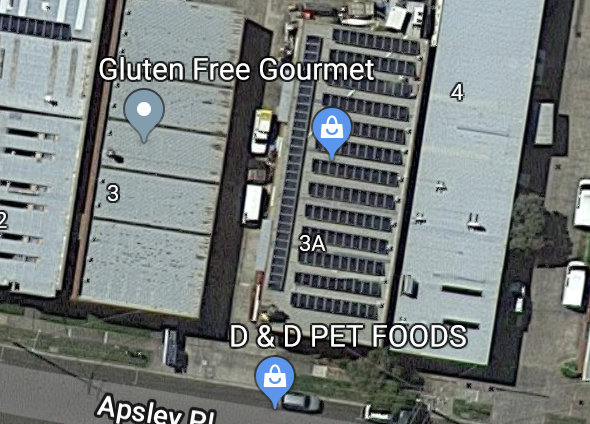 Gluten Free Gourmet
4
3
2
3A
D & D PET FOODS
Apsley Pl